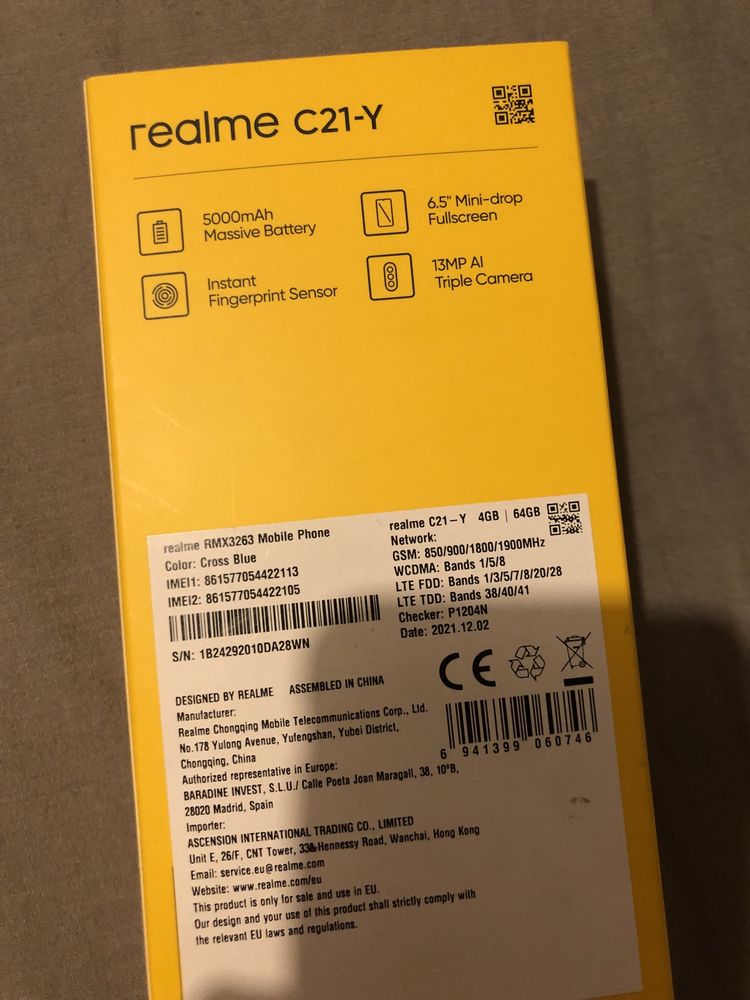 realme C21-Y
5000mAh
Massive Battery
6.5" Mini-drop
Fullscreen
Instant
Fingerprint Sensor
13MP AI
Triple Camera
realme RMX3263 Mobile Phone
Color: Cross Blue
IMEI1: 861577054422113
IMEI2: 861577054422105
S/N: 1B24292010DA28WN
realme C21-Y 4GB | 64GB
Network:
GSM: 850/900/1800/1900MHz
WCDMA: Bands 1/5/8
LTE FDD: Bands 1/3/5/7/8/20/28
LTE TDD: Bands 38/40/41
Checker: P1204N
Date: 2021.12.02
CE
6 941399 060746
DESIGNED BY REALME ASSEMBLED IN CHINA
Manufacturer:
Realme Chongqing Mobile Telecommunications Corp., Ltd.
No.178 Yulong Avenue, Yufengshan, Yubei District,
Chongqing, China
Authorized representative in Europe:
BARADINE INVEST, S.L.U./ Calle Poeta Joan Maragall, 38, 10ºB,
28020 Madrid, Spain
Importer:
ASCENSION INTERNATIONAL TRADING CO., LIMITED
Unit E, 26/F, CNT Tower, Hennessy Road, Wanchai, Hong Kong
Email: service.eu@realme.com
Website: www.realme.com/eu
This product is only for sale and use in EU.
Our design and your use of this product shall strictly comply with
the relevant EU laws and regulations.